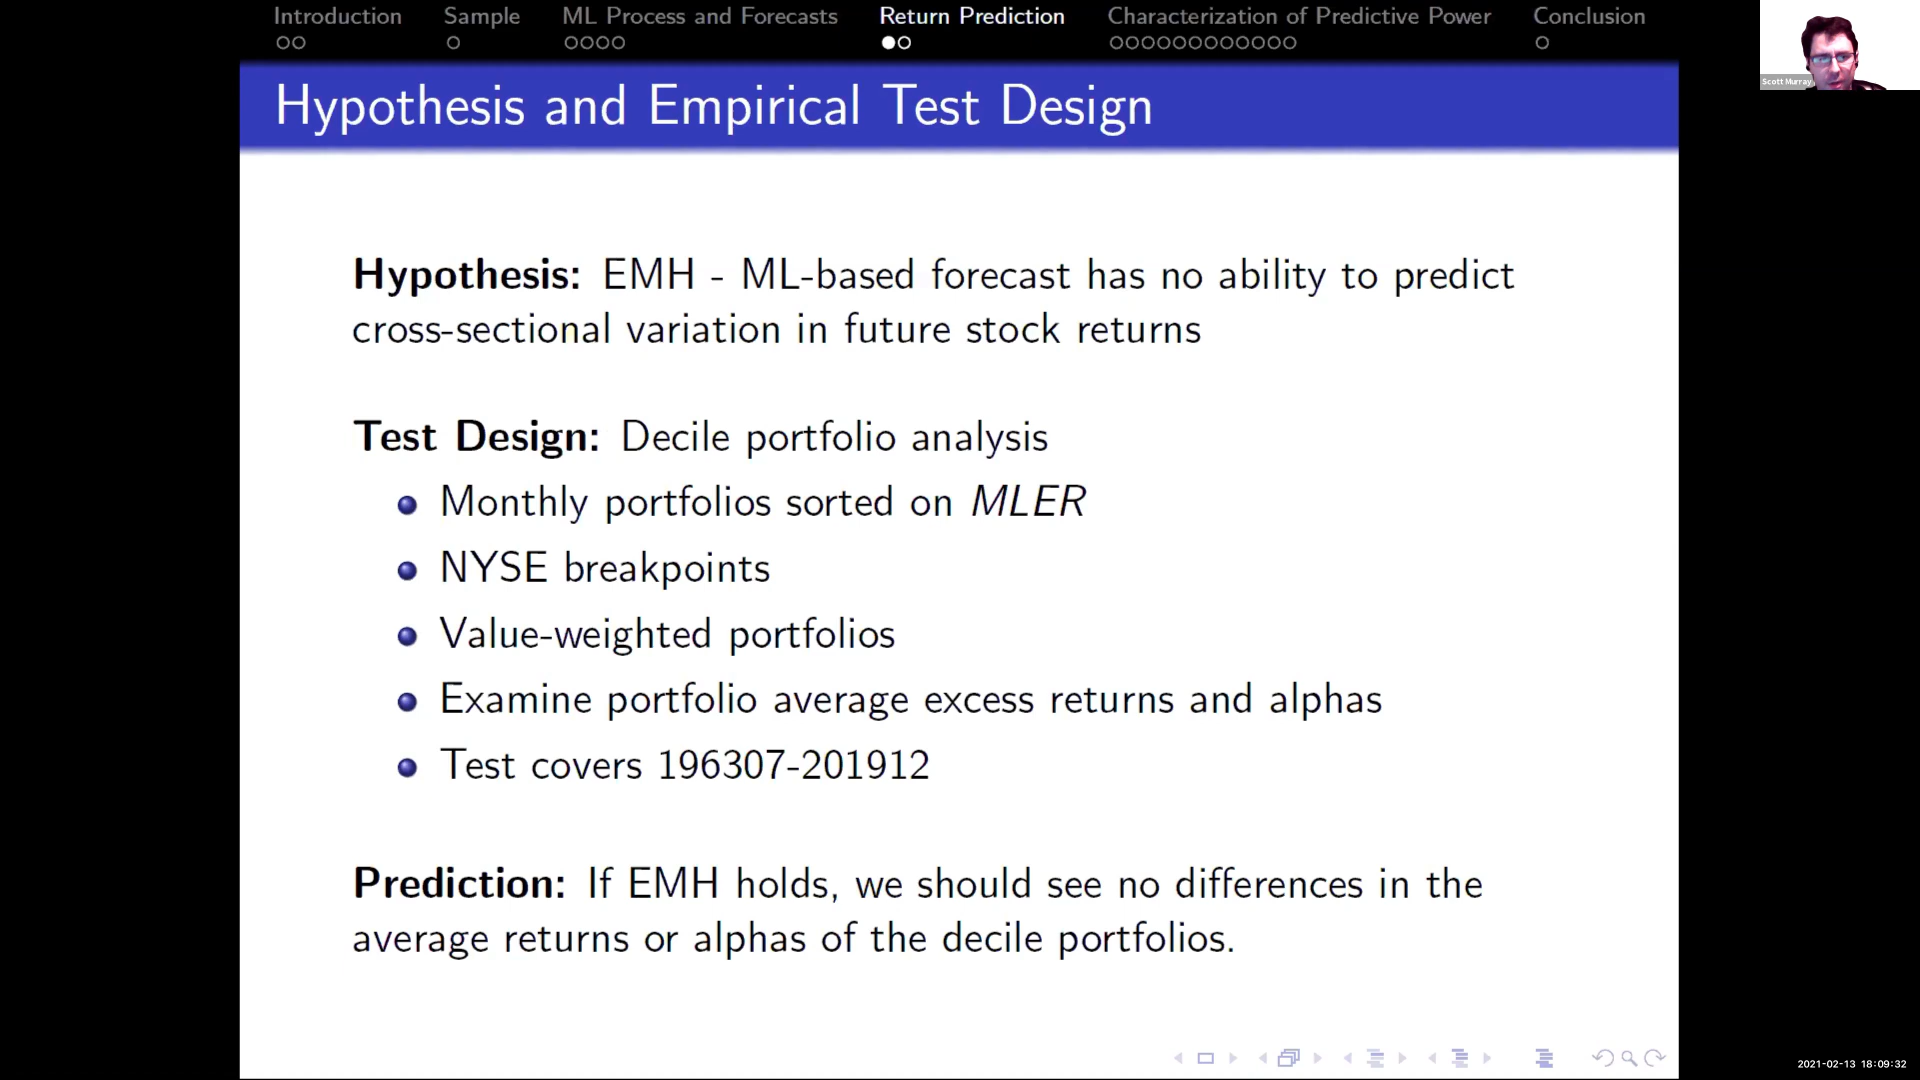 Introduction Sample ML Process and Forecasts Return Prediction Characterization of Predictive Power Conclusion
Scott Murray
Hypothesis and Empirical Test Design
Hypothesis: EMH - ML-based forecast has no ability to predict
cross-sectional variation in future stock returns
Test Design: Decile portfolio analysis
Monthly portfolios sorted on MLER
NYSE breakpoints
Value-weighted portfolios
Examine portfolio average excess returns and alphas
Test covers 196307-201912
Prediction: If EMH holds, we should see no differences in the
average returns or alphas of the decile portfolios.
2021-02-13 18:09:32